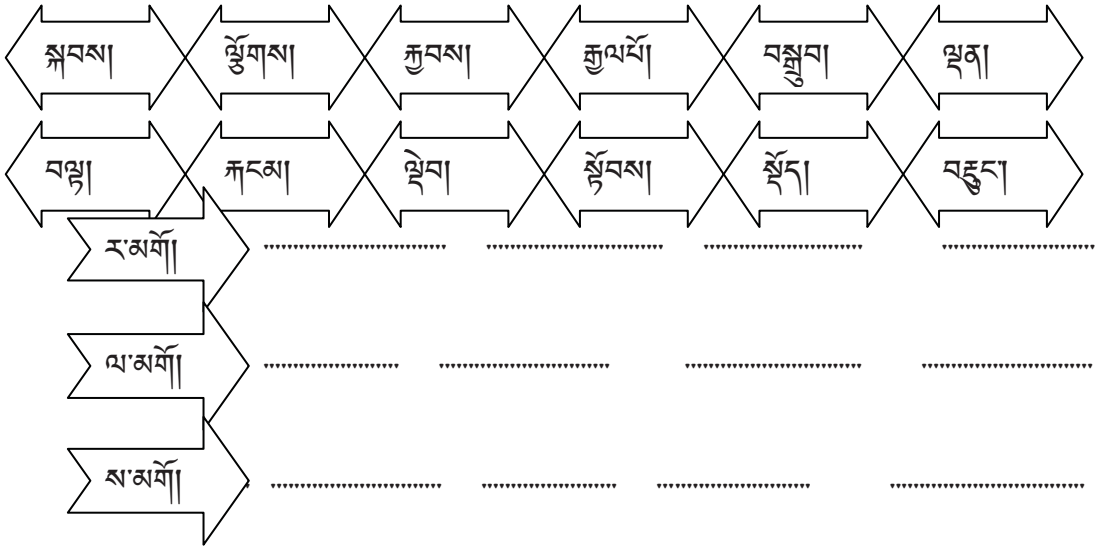 སྐབས། ལྕོགས། རྐྱབས། རྒྱལཔོ། བསྒྲུབ། ལྡན།
བལྟ། རྐངམ། ལྡེབ། སྟོབས། སྡོད། བརྡུང་།
ར་མགོ།
ལ་མགོ།
ས་མགོ།